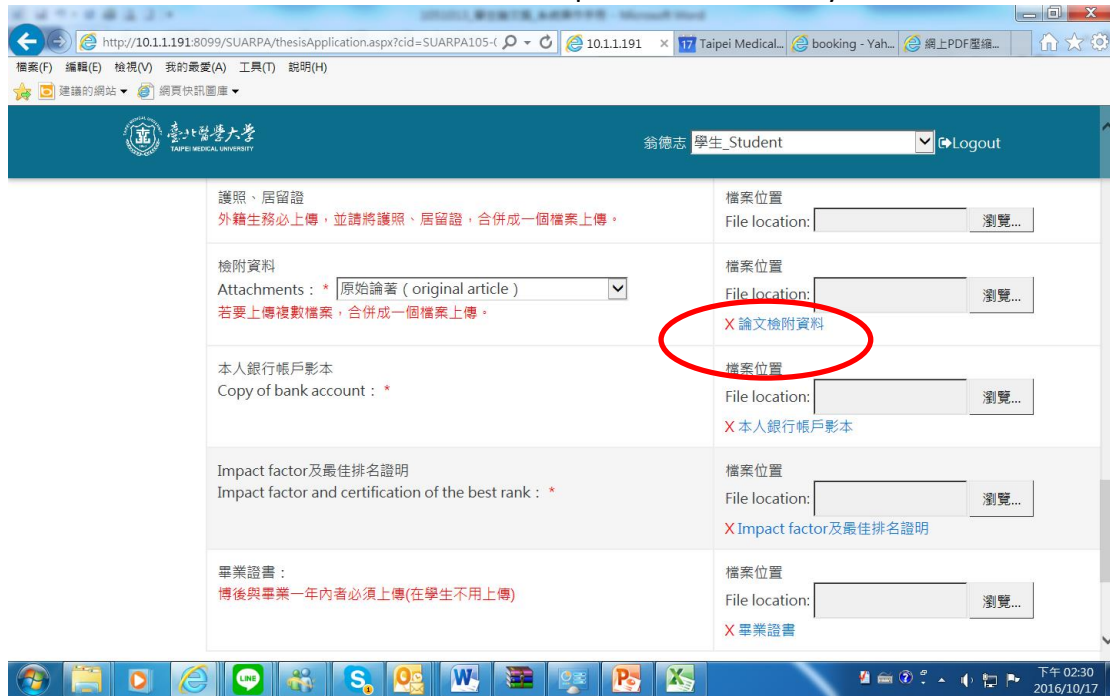 http://10.1.1.191:8099/SUARPA/thesisApplication.aspx?cid=SUARPA105-(
10.1.1.191
×
17 Taipei Medical...
booking - Yah...
網上PDF壓縮...
檔案(F) 編輯(E) 檢視(V) 我的最愛(A) 工具(T) 說明(H)
建議的網站 網頁快訊圖庫
臺北醫學大學
TAIPEI MEDICAL UNIVERSITY
翁德志 學生_Student Logout
護照、居留證
外籍生務必上傳，並請將護照、居留證，合併成一個檔案上傳。
檔案位置
File location: 瀏覽...
檢附資料
Attachments： * 原始論著 ( original article )
若要上傳複數檔案，合併成一個檔案上傳。
檔案位置
File location: 瀏覽...
X 論文檢附資料
本人銀行帳戶影本
Copy of bank account： *
檔案位置
File location: 瀏覽...
X 本人銀行帳戶影本
Impact factor及最佳排名證明
Impact factor and certification of the best rank： *
檔案位置
File location: 瀏覽...
X Impact factor及最佳排名證明
畢業證書：
博後與畢業一年內者必須上傳(在學生不用上傳)
檔案位置
File location: 瀏覽...
X 畢業證書
LINE
下午 02:30
2016/10/17